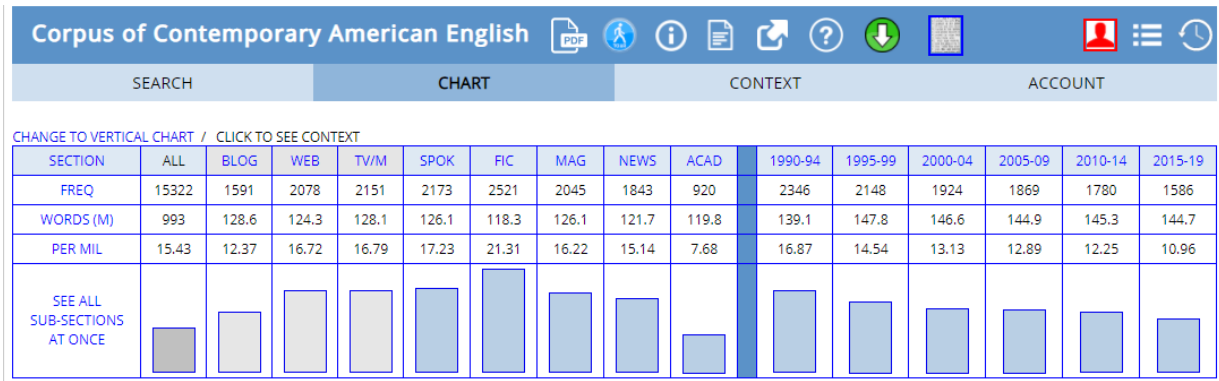 Corpus of Contemporary American English PDF
SEARCH CHART CONTEXT ACCOUNT
CHANGE TO VERTICAL CHART / CLICK TO SEE CONTEXT
SECTION ALL BLOG WEB TV/M SPOK FIC MAG NEWS ACAD 1990-94 1995-99 2000-04 2005-09 2010-14 2015-19
FREQ 15322 1591 2078 2151 2173 2521 2045 1843 920 2346 2148 1924 1869 1780 1586
WORDS (M) 993 128.6 124.3 128.1 126.1 118.3 126.1 121.7 119.8 139.1 147.8 146.6 144.9 145.3 144.7
PER MIL 15.43 12.37 16.72 16.79 17.23 21.31 16.22 15.14 7.68 16.87 14.54 13.13 12.89 12.25 10.96
SEE ALL
SUB-SECTIONS
AT ONCE